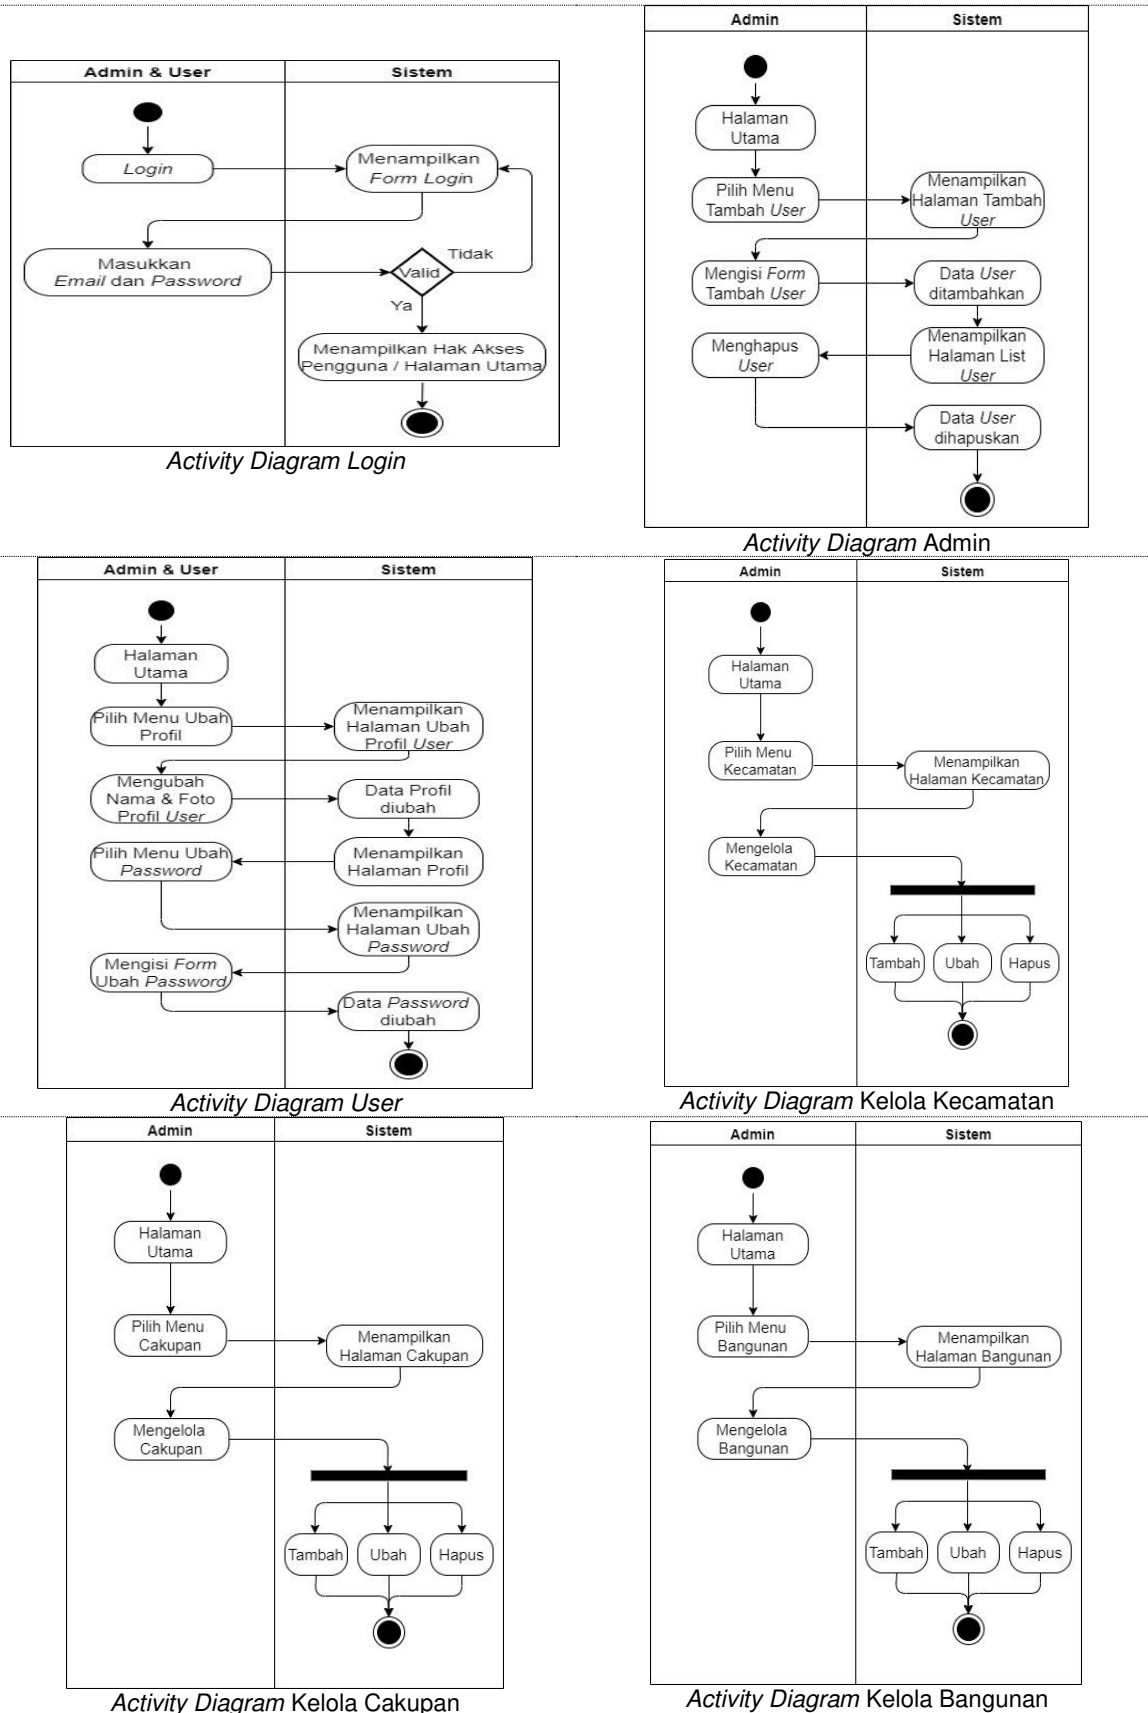 Admin & User
Sistem
Login
Menampilkan
Form Login
Masukkan
Email dan Password
Valid
Tidak
Ya
Menampilkan Hak Akses
Pengguna / Halaman Utama
Activity Diagram Login
Admin
Sistem
Halaman
Utama
Pilih Menu
Tambah User
Menampilkan
Halaman Tambah
User
Mengisi Form
Tambah User
Data User
ditambahkan
Menampilkan
Halaman List
User
Menghapus
User
Data User
dihapuskan
Activity Diagram Admin
Admin & User
Sistem
Halaman
Utama
Pilih Menu Ubah
Profil
Menampilkan
Halaman Ubah
Profil User
Mengubah
Nama & Foto
Profil User
Data Profil
diubah
Menampilkan
Halaman Profil
Pilih Menu Ubah
Password
Menampilkan
Halaman Ubah
Password
Mengisi Form
Ubah Password
Data Password
diubah
Activity Diagram User
Admin
Sistem
Halaman
Utama
Pilih Menu
Kecamatan
Menampilkan
Halaman Kecamatan
Mengelola
Kecamatan
Tambah
Ubah
Hapus
Activity Diagram Kelola Kecamatan
Admin
Sistem
Halaman
Utama
Pilih Menu
Cakupan
Menampilkan
Halaman Cakupan
Mengelola
Cakupan
Tambah
Ubah
Hapus
Activity Diagram Kelola Cakupan
Admin
Sistem
Halaman
Utama
Pilih Menu
Bangunan
Menampilkan
Halaman Bangunan
Mengelola
Bangunan
Tambah
Ubah
Hapus
Activity Diagram Kelola Bangunan